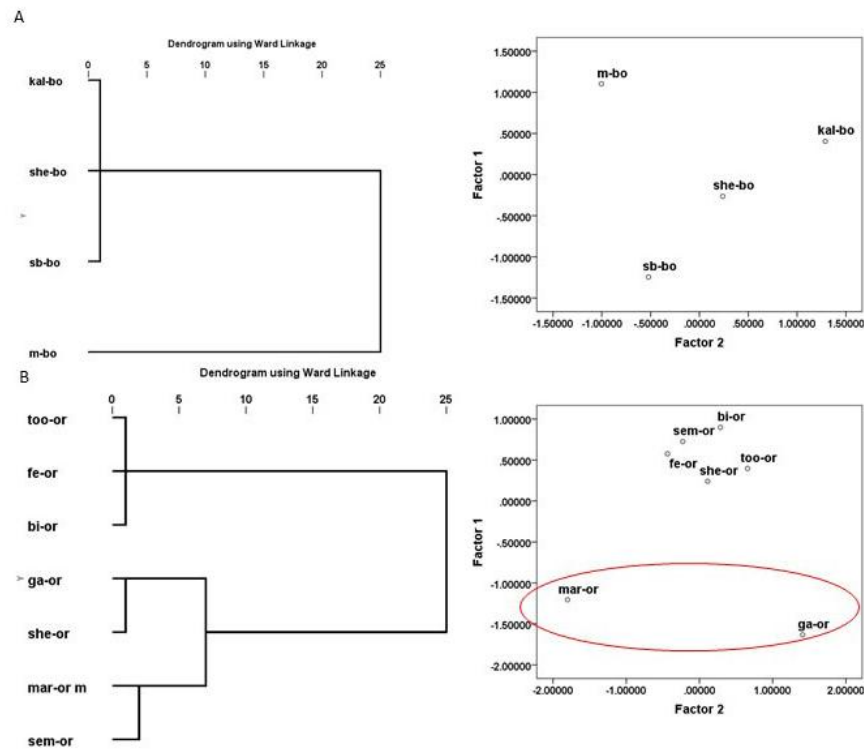 A
Dendrogram using Ward Linkage
0 5 10 15 20 25
kal-bo
she-bo
Y
sb-bo
m-bo
1.50000
1.00000
.50000
.00000
-.50000
-1.00000
-1.50000
Factor 1
m-bo
kal-bo
she-bo
sb-bo
-1.50000 -1.00000 -.50000 .00000 .50000 1.00000 1.50000
Factor 2
B
Dendrogram using Ward Linkage
0 5 10 15 20 25
too-or
fe-or
bi-or
Y
ga-or
she-or
mar-or m
sem-or
1.00000
.50000
.00000
-.50000
-1.00000
-1.50000
-2.00000
Factor 1
bi-or
sem-or
fe-or
too-or
she-or
mar-or
ga-or
-2.00000 -1.00000 .00000 1.00000 2.00000
Factor 2